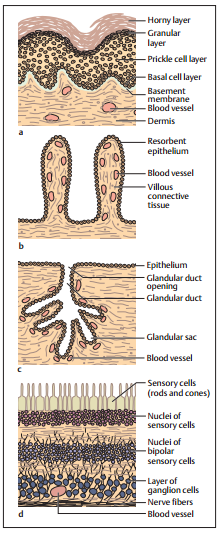 Horny layer
Granular
layer
Prickle cell layer
Basal cell layer
Basement
membrane
Blood vessel
Dermis
a
Resorbent
epithelium
Blood vessel
Villous
connective
tissue
b
Epithelium
Glandular duct
opening
Glandular duct
Glandular sac
Blood vessel
c
Sensory cells
(rods and cones)
Nuclei of
sensory cells
Nuclei of
bipolar
sensory cells
Layer of
ganglion cells
Nerve fibers
Blood vessel
d